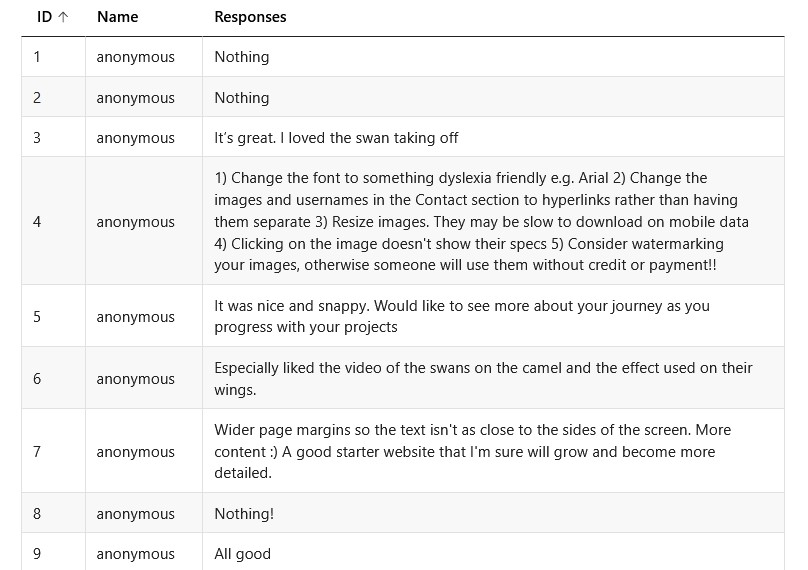 ID ↑ Name Responses
1 anonymous Nothing
2 anonymous Nothing
3 anonymous It's great. I loved the swan taking off
4 anonymous 1) Change the font to something dyslexia friendly e.g. Arial 2) Change the
images and usernames in the Contact section to hyperlinks rather than having
them separate 3) Resize images. They may be slow to download on mobile data
4) Clicking on the image doesn't show their specs 5) Consider watermarking
your images, otherwise someone will use them without credit or payment!!
5 anonymous It was nice and snappy. Would like to see more about your journey as you
progress with your projects
6 anonymous Especially liked the video of the swans on the camel and the effect used on their
wings.
7 anonymous Wider page margins so the text isn't as close to the sides of the screen. More
content :) A good starter website that I'm sure will grow and become more
detailed.
8 anonymous Nothing!
9 anonymous All good